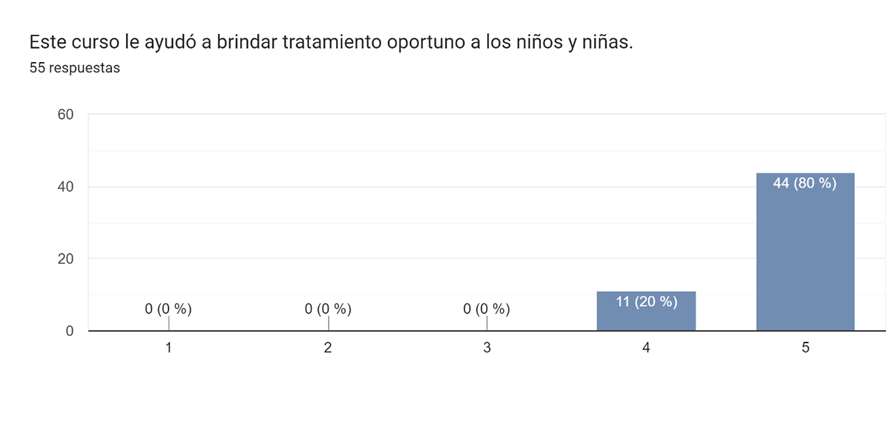 Este curso le ayudó a brindar tratamiento oportuno a los niños y niñas.
55 respuestas
60
40
20
0
0 (0 %)
0 (0 %)
0 (0 %)
11 (20 %)
44 (80 %)
1
2
3
4
5